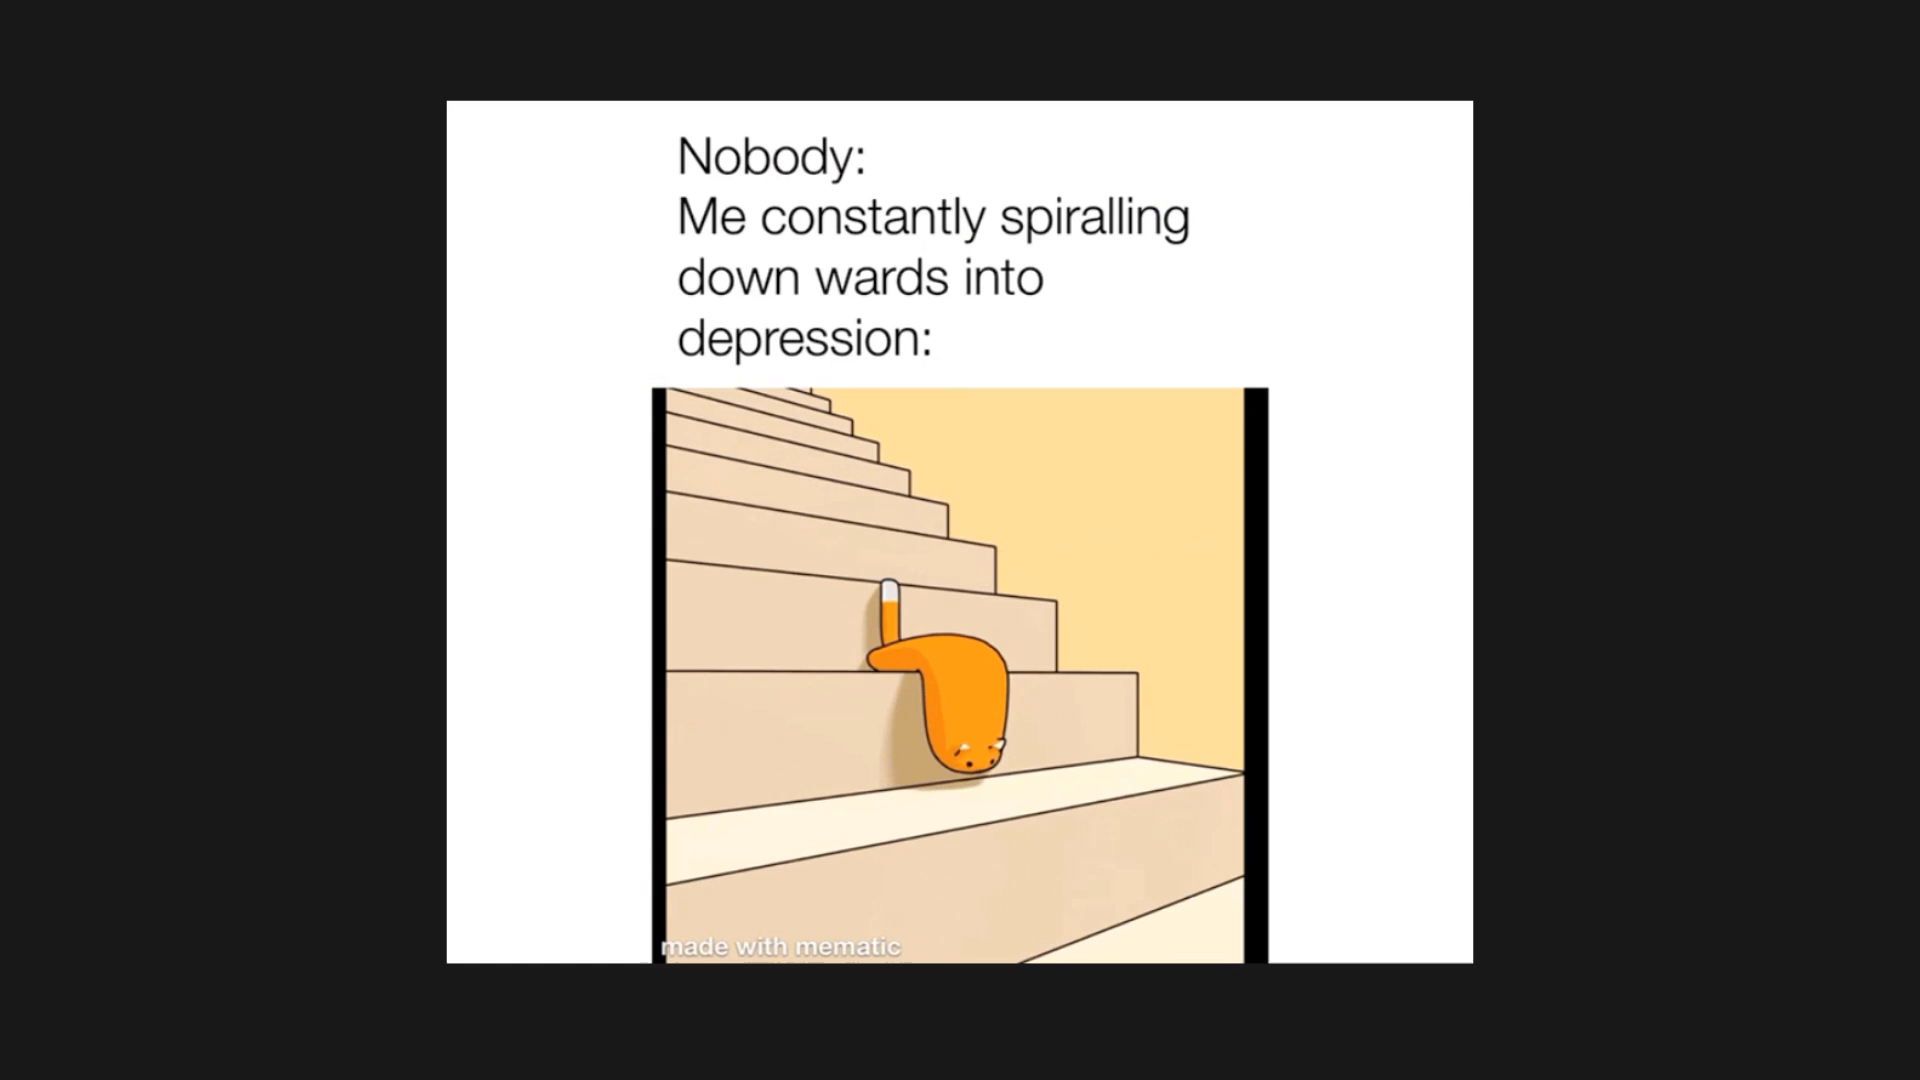 Nobody:
Me constantly spiralling
down wards into
depression:
made with mematic